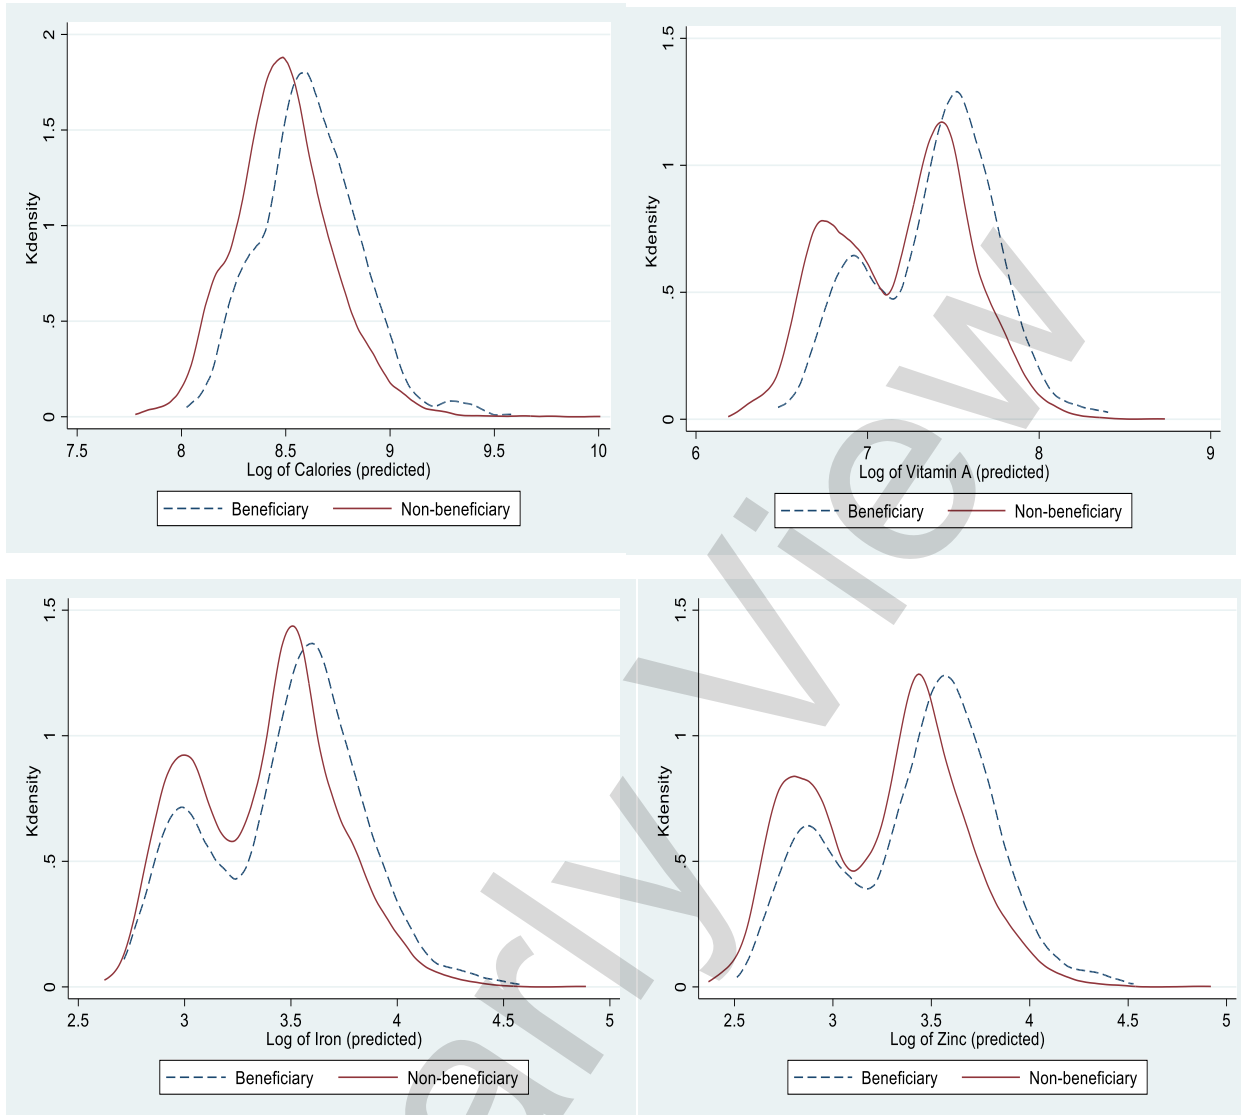 Kdensity
2
1.5
1
.5
0
7.5 8 8.5 9 9.5 10
Log of Calories (predicted)
Beneficiary Non-beneficiary
Kdensity
1.5
1
.5
0
6 7 8 9
Log of Vitamin A (predicted)
Beneficiary Non-beneficiary
Kdensity
1.5
1
.5
0
2.5 3 3.5 4 4.5 5
Log of Iron (predicted)
Beneficiary Non-beneficiary
Kdensity
1.5
1
.5
0
2.5 3 3.5 4 4.5 5
Log of Zinc (predicted)
Beneficiary Non-beneficiary
arly View